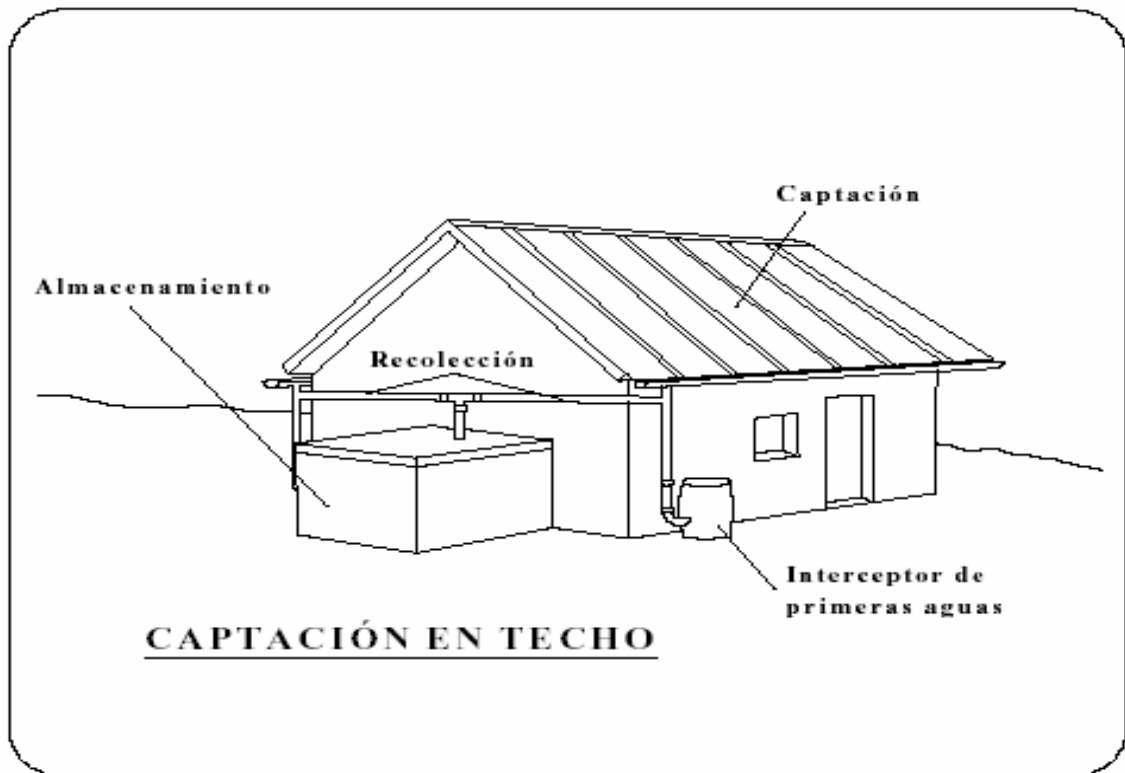 Captación
Almacenamiento
Recolección
Interceptor de
primeras aguas
CAPTACIÓN EN TECHO